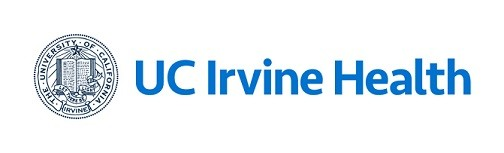 THE · UNIVERSITY · OF · CALIFORNIA
IRVINE
UC Irvine Health